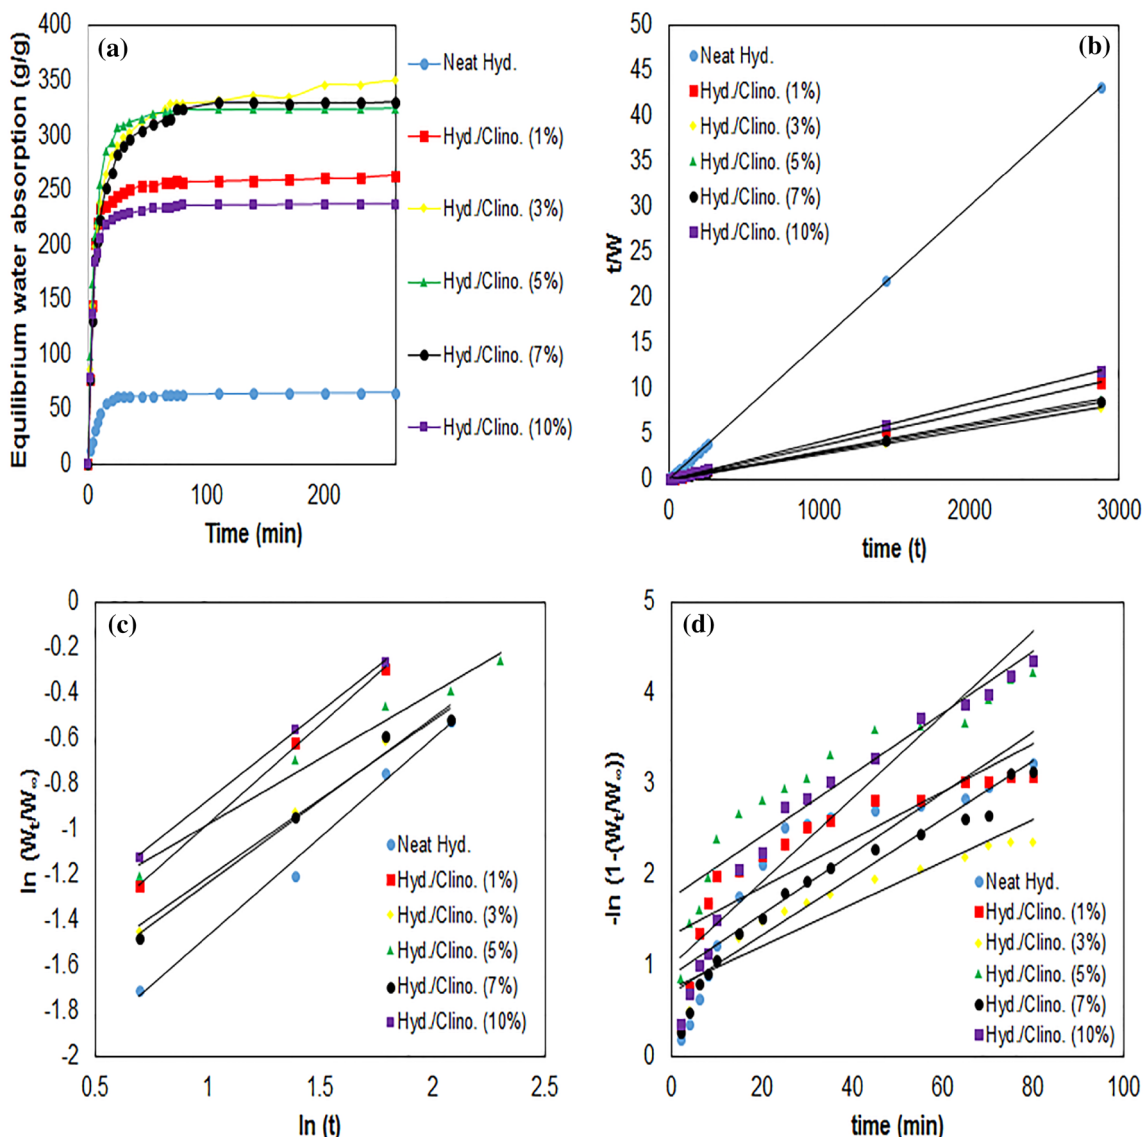 (a)
Equilibrium water absorption (g/g)
400
350
300
250
200
150
100
50
0
0 100 200
Time (min)
Neat Hyd.
Hyd./Clino. (1%)
Hyd./Clino. (3%)
Hyd./Clino. (5%)
Hyd./Clino. (7%)
Hyd./Clino. (10%)
(b)
t/W
50
45
40
35
30
25
20
15
10
5
0
0 1000 2000 3000
time (t)
Neat Hyd.
Hyd./Clino. (1%)
Hyd./Clino. (3%)
Hyd./Clino. (5%)
Hyd./Clino. (7%)
Hyd./Clino. (10%)
(c)
ln (Wt/W∞)
0
-0.2
-0.4
-0.6
-0.8
-1
-1.2
-1.4
-1.6
-1.8
-2
0.5 1 1.5 2 2.5
ln (t)
Neat Hyd.
Hyd./Clino. (1%)
Hyd./Clino. (3%)
Hyd./Clino. (5%)
Hyd./Clino. (7%)
Hyd./Clino. (10%)
(d)
-ln (1-(Wt/W∞))
5
4
3
2
1
0
0 20 40 60 80 100
time (min)
Neat Hyd.
Hyd./Clino. (1%)
Hyd./Clino. (3%)
Hyd./Clino. (5%)
Hyd./Clino. (7%)
Hyd./Clino. (10%)